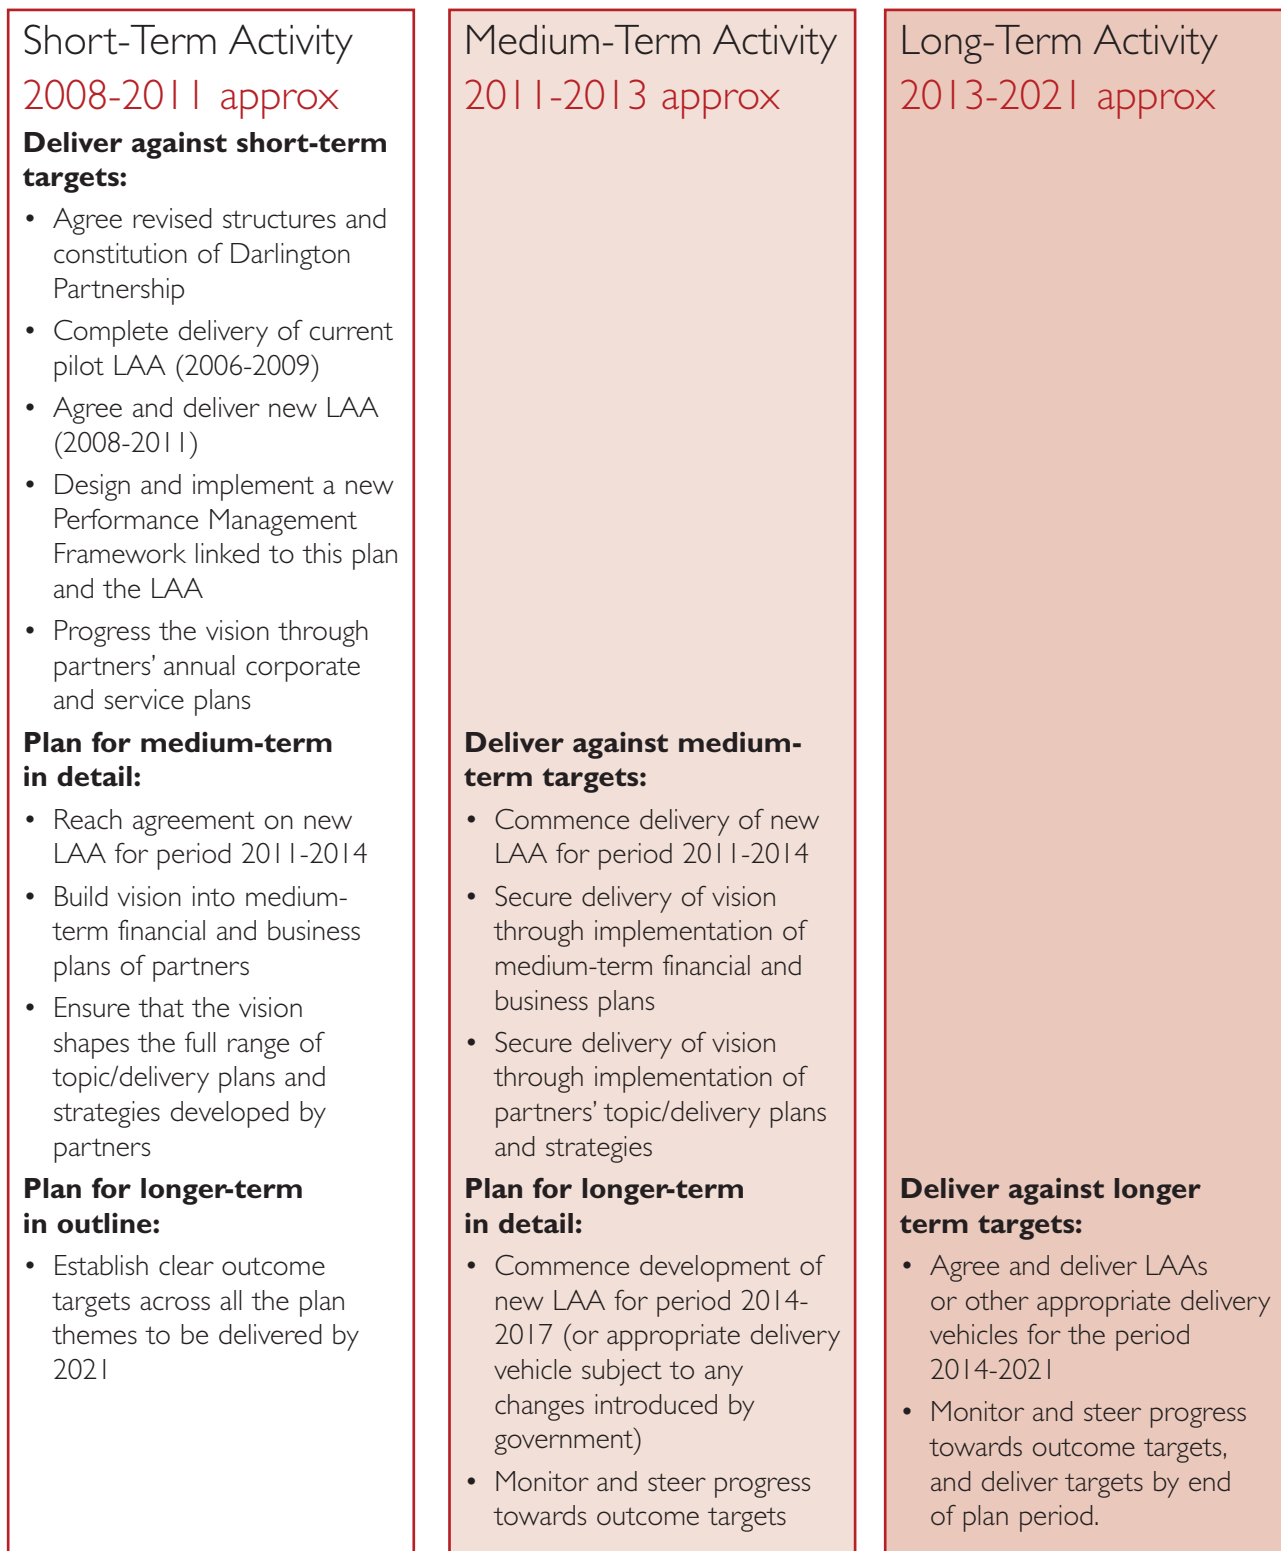 Short-Term Activity
2008-2011 approx
Deliver against short-term
targets:
• Agree revised structures and
constitution of Darlington
Partnership
• Complete delivery of current
pilot LAA (2006-2009)
• Agree and deliver new LAA
(2008-2011)
• Design and implement a new
Performance Management
Framework linked to this plan
and the LAA
• Progress the vision through
partners’ annual corporate
and service plans
Plan for medium-term
in detail:
• Reach agreement on new
LAA for period 2011-2014
• Build vision into medium-
term financial and business
plans of partners
• Ensure that the vision
shapes the full range of
topic/delivery plans and
strategies developed by
partners
Plan for longer-term
in outline:
• Establish clear outcome
targets across all the plan
themes to be delivered by
2021
Medium-Term Activity
2011-2013 approx
Deliver against medium-
term targets:
• Commence delivery of new
LAA for period 2011-2014
• Secure delivery of vision
through implementation of
medium-term financial and
business plans
• Secure delivery of vision
through implementation of
partners’ topic/delivery plans
and strategies
Plan for longer-term
in detail:
• Commence development of
new LAA for period 2014-
2017 (or appropriate delivery
vehicle subject to any
changes introduced by
government)
• Monitor and steer progress
towards outcome targets
Long-Term Activity
2013-2021 approx
Deliver against longer
term targets:
• Agree and deliver LAAs
or other appropriate delivery
vehicles for the period
2014-2021
• Monitor and steer progress
towards outcome targets,
and deliver targets by end
of plan period.